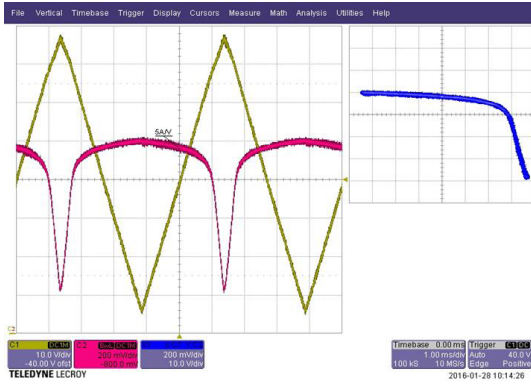 File Vertical Timebase Trigger Display Cursors Measure Math Analysis Utilities Help
5A/V
C2
C1 DC1M
10.0 V/div
-40.00 V ofst
C2 BwL DC1M
200 mV/div
-800.0 mV
200 mV/div
10.0 V/div
Timebase 0.00 ms
1.00 ms/div
100 kS 10 MS/s
Trigger C1 DC
Auto 40.0 V
Edge Positive
TELEDYNE LECROY
2016-01-28 10:14:26